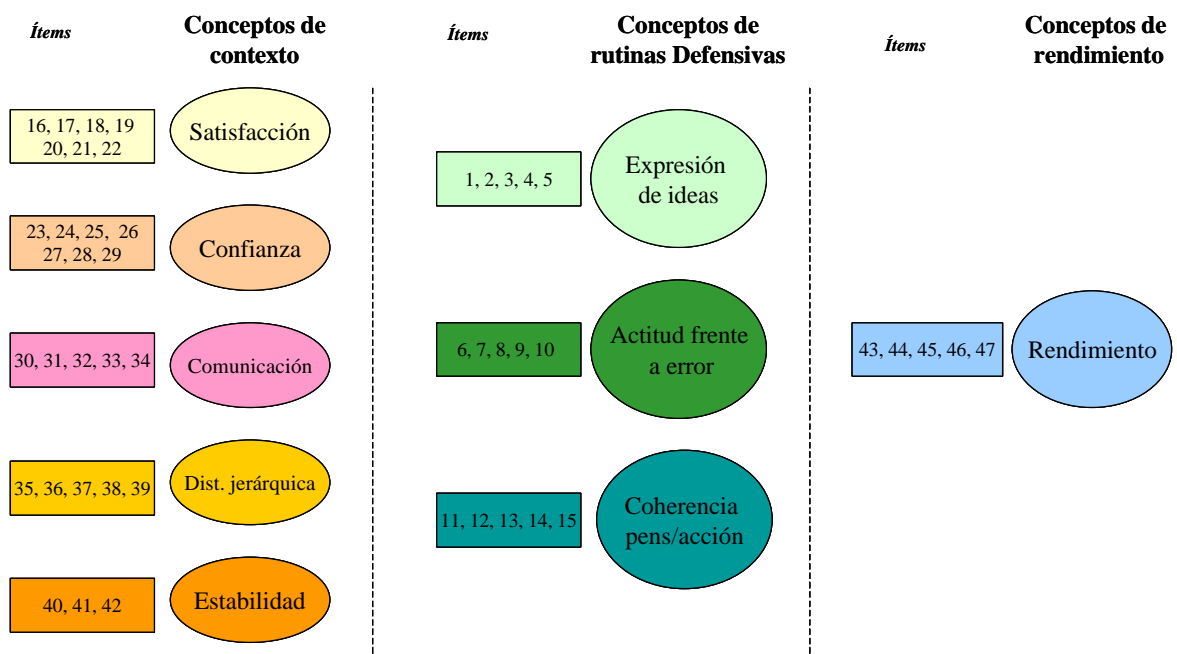 Ítems
Conceptos de
contexto
16, 17, 18, 19
20, 21, 22
Satisfacción
23, 24, 25, 26
27, 28, 29
Confianza
30, 31, 32, 33, 34
Comunicación
35, 36, 37, 38, 39
Dist. jerárquica
40, 41, 42
Estabilidad
Ítems
Conceptos de
rutinas Defensivas
1, 2, 3, 4, 5
Expresión
de ideas
6, 7, 8, 9, 10
Actitud frente
a error
11, 12, 13, 14, 15
Coherencia
pens/acción
Ítems
Conceptos de
rendimiento
43, 44, 45, 46, 47
Rendimiento